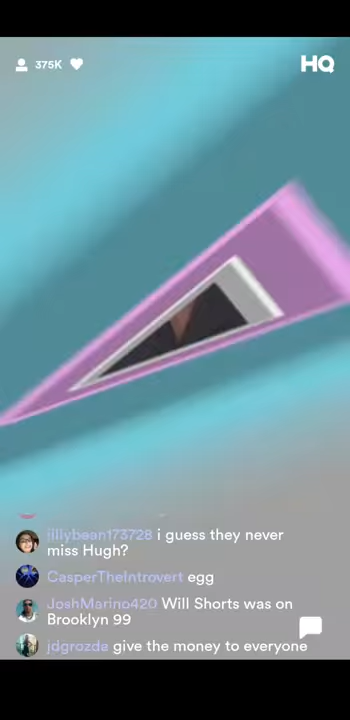 375K
HQ
jillybean173728 i guess they never
miss Hugh?
CasperTheIntrovert egg
JoshMarino420 Will Shorts was on
Brooklyn 99
jdgrozda give the money to everyone